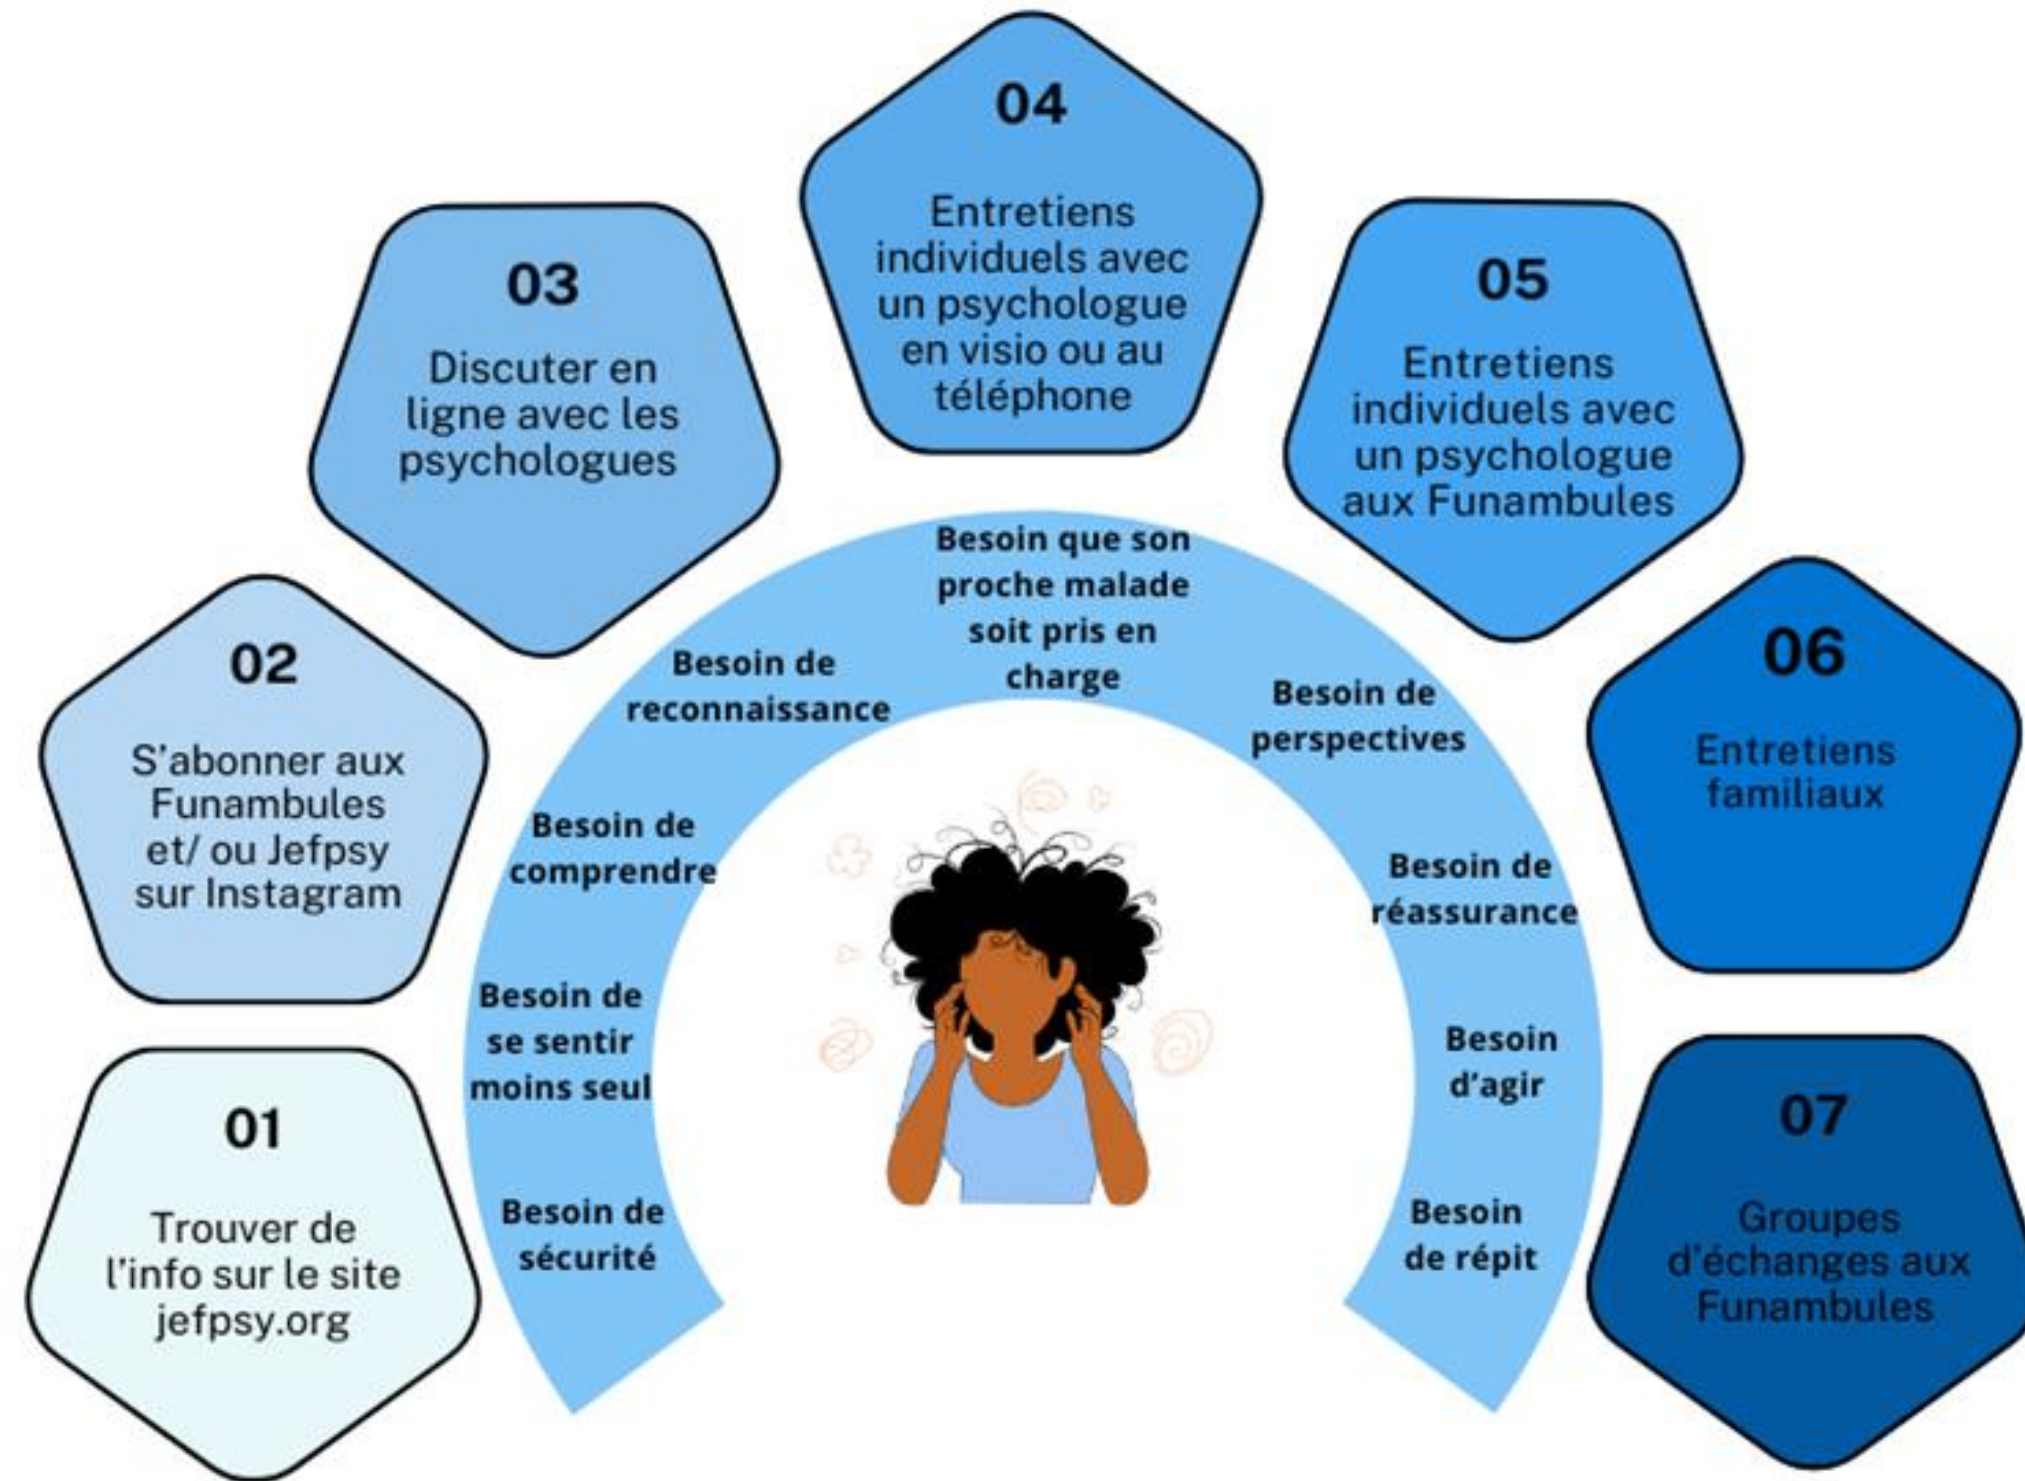 01
Trouver de
l'info sur le site
jefpsy.org
02
S'abonner aux
Funambules
et/ ou Jefpsy
sur Instagram
03
Discuter en
ligne avec les
psychologues
04
Entretiens
individuels avec
un psychologue
en visio ou au
téléphone
05
Entretiens
individuels avec
un psychologue
aux Funambules
06
Entretiens
familiaux
07
Groupes
d'échanges aux
Funambules
Besoin de
sécurité
Besoin de
se sentir
moins seul
Besoin de
comprendre
Besoin de
reconnaissance
Besoin que son
proche malade
soit pris en
charge
Besoin de
perspectives
Besoin de
réassurance
Besoin
d'agir
Besoin
de répit